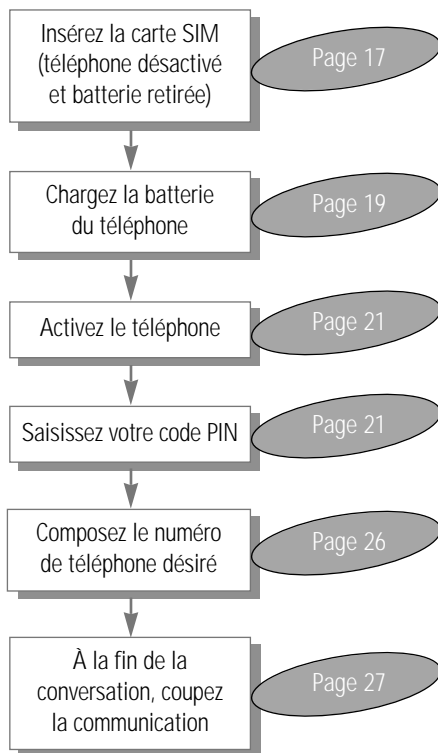 Insérez la carte SIM
(téléphone désactivé
et batterie retirée)
Page 17
Chargez la batterie
du téléphone
Page 19
Activez le téléphone
Page 21
Saisissez votre code PIN
Page 21
Composez le numéro
de téléphone désiré
Page 26
À la fin de la
conversation, coupez
la communication
Page 27